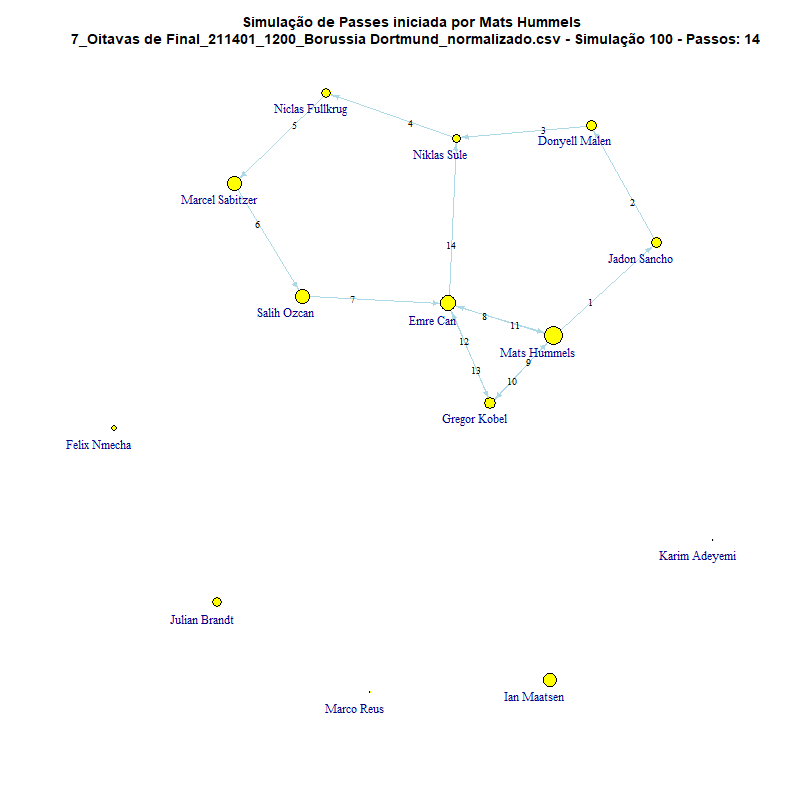 Simulação de Passes iniciada por Mats Hummels
7_Oitavas de Final_211401_1200_Borussia Dortmund_normalizado.csv - Simulação 100 - Passos: 14
Niclas Fullkrug
4
5
3
Donyell Malen
Niklas Sule
Marcel Sabitzer
2
6
14
Jadon Sancho
7
1
Salih Ozcan
Emre Can
8
11
12
Mats Hummels
9
13
10
Gregor Kobel
Felix Nmecha
Karim Adeyemi
Julian Brandt
Ian Maatsen
Marco Reus